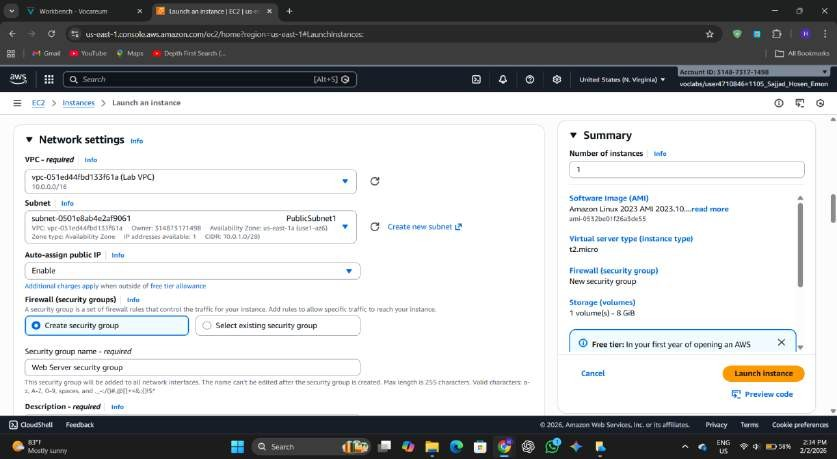 Workbench - Vocareum
Launch an instance | EC2 | us-e
us-east-1.console.aws.amazon.com/ec2/home?region=us-east-1#LaunchInstances:
Gmail YouTube Maps Depth First Search (... All Bookmarks
aws Search [Alt+S] United States (N. Virginia) Account ID: 3148-7317-1498
voclabs/user4710846=1105_Sajjad_Hosen_Emon
EC2 > Instances > Launch an instance
Network settings Info
VPC - required Info
vpc-051ed44fbd133f61a (Lab VPC)
10.0.0.0/16
Subnet Info
subnet-0501e8ab4e2af9061 PublicSubnet1
VPC: vpc-051ed44fbd133f61a Owner: 314873171498 Availability Zone: us-east-1a (use1-az6)
Zone type: Availability Zone IP addresses available: 1 CIDR: 10.0.1.0/28)
Create new subnet
Auto-assign public IP Info
Enable
Additional charges apply when outside of free tier allowance
Firewall (security groups) Info
A security group is a set of firewall rules that control the traffic for your instance. Add rules to allow specific traffic to reach your instance.
Create security group Select existing security group
Security group name - required
Web Server security group
This security group will be added to all network interfaces. The name can't be edited after the security group is created. Max length is 255 characters. Valid characters: a-
z, A-Z, 0-9, spaces, and
Description - required Info
Summary
Number of instances Info
1
Software Image (AMI)
Amazon Linux 2023 AMI 2023.10....read more
ami-0532be01f26a3de55
Virtual server type (instance type)
t2.micro
Firewall (security group)
New security group
Storage (volumes)
1 volume(s) - 8 GiB
Free tier: In your first year of opening an AWS
Cancel Launch instance
Preview code
CloudShell Feedback © 2026, Amazon Web Services, Inc. or its affiliates. Privacy Terms Cookie preferences
83°F
Mostly sunny
Search
ENG
US
58%
2:34 PM
2/2/2026